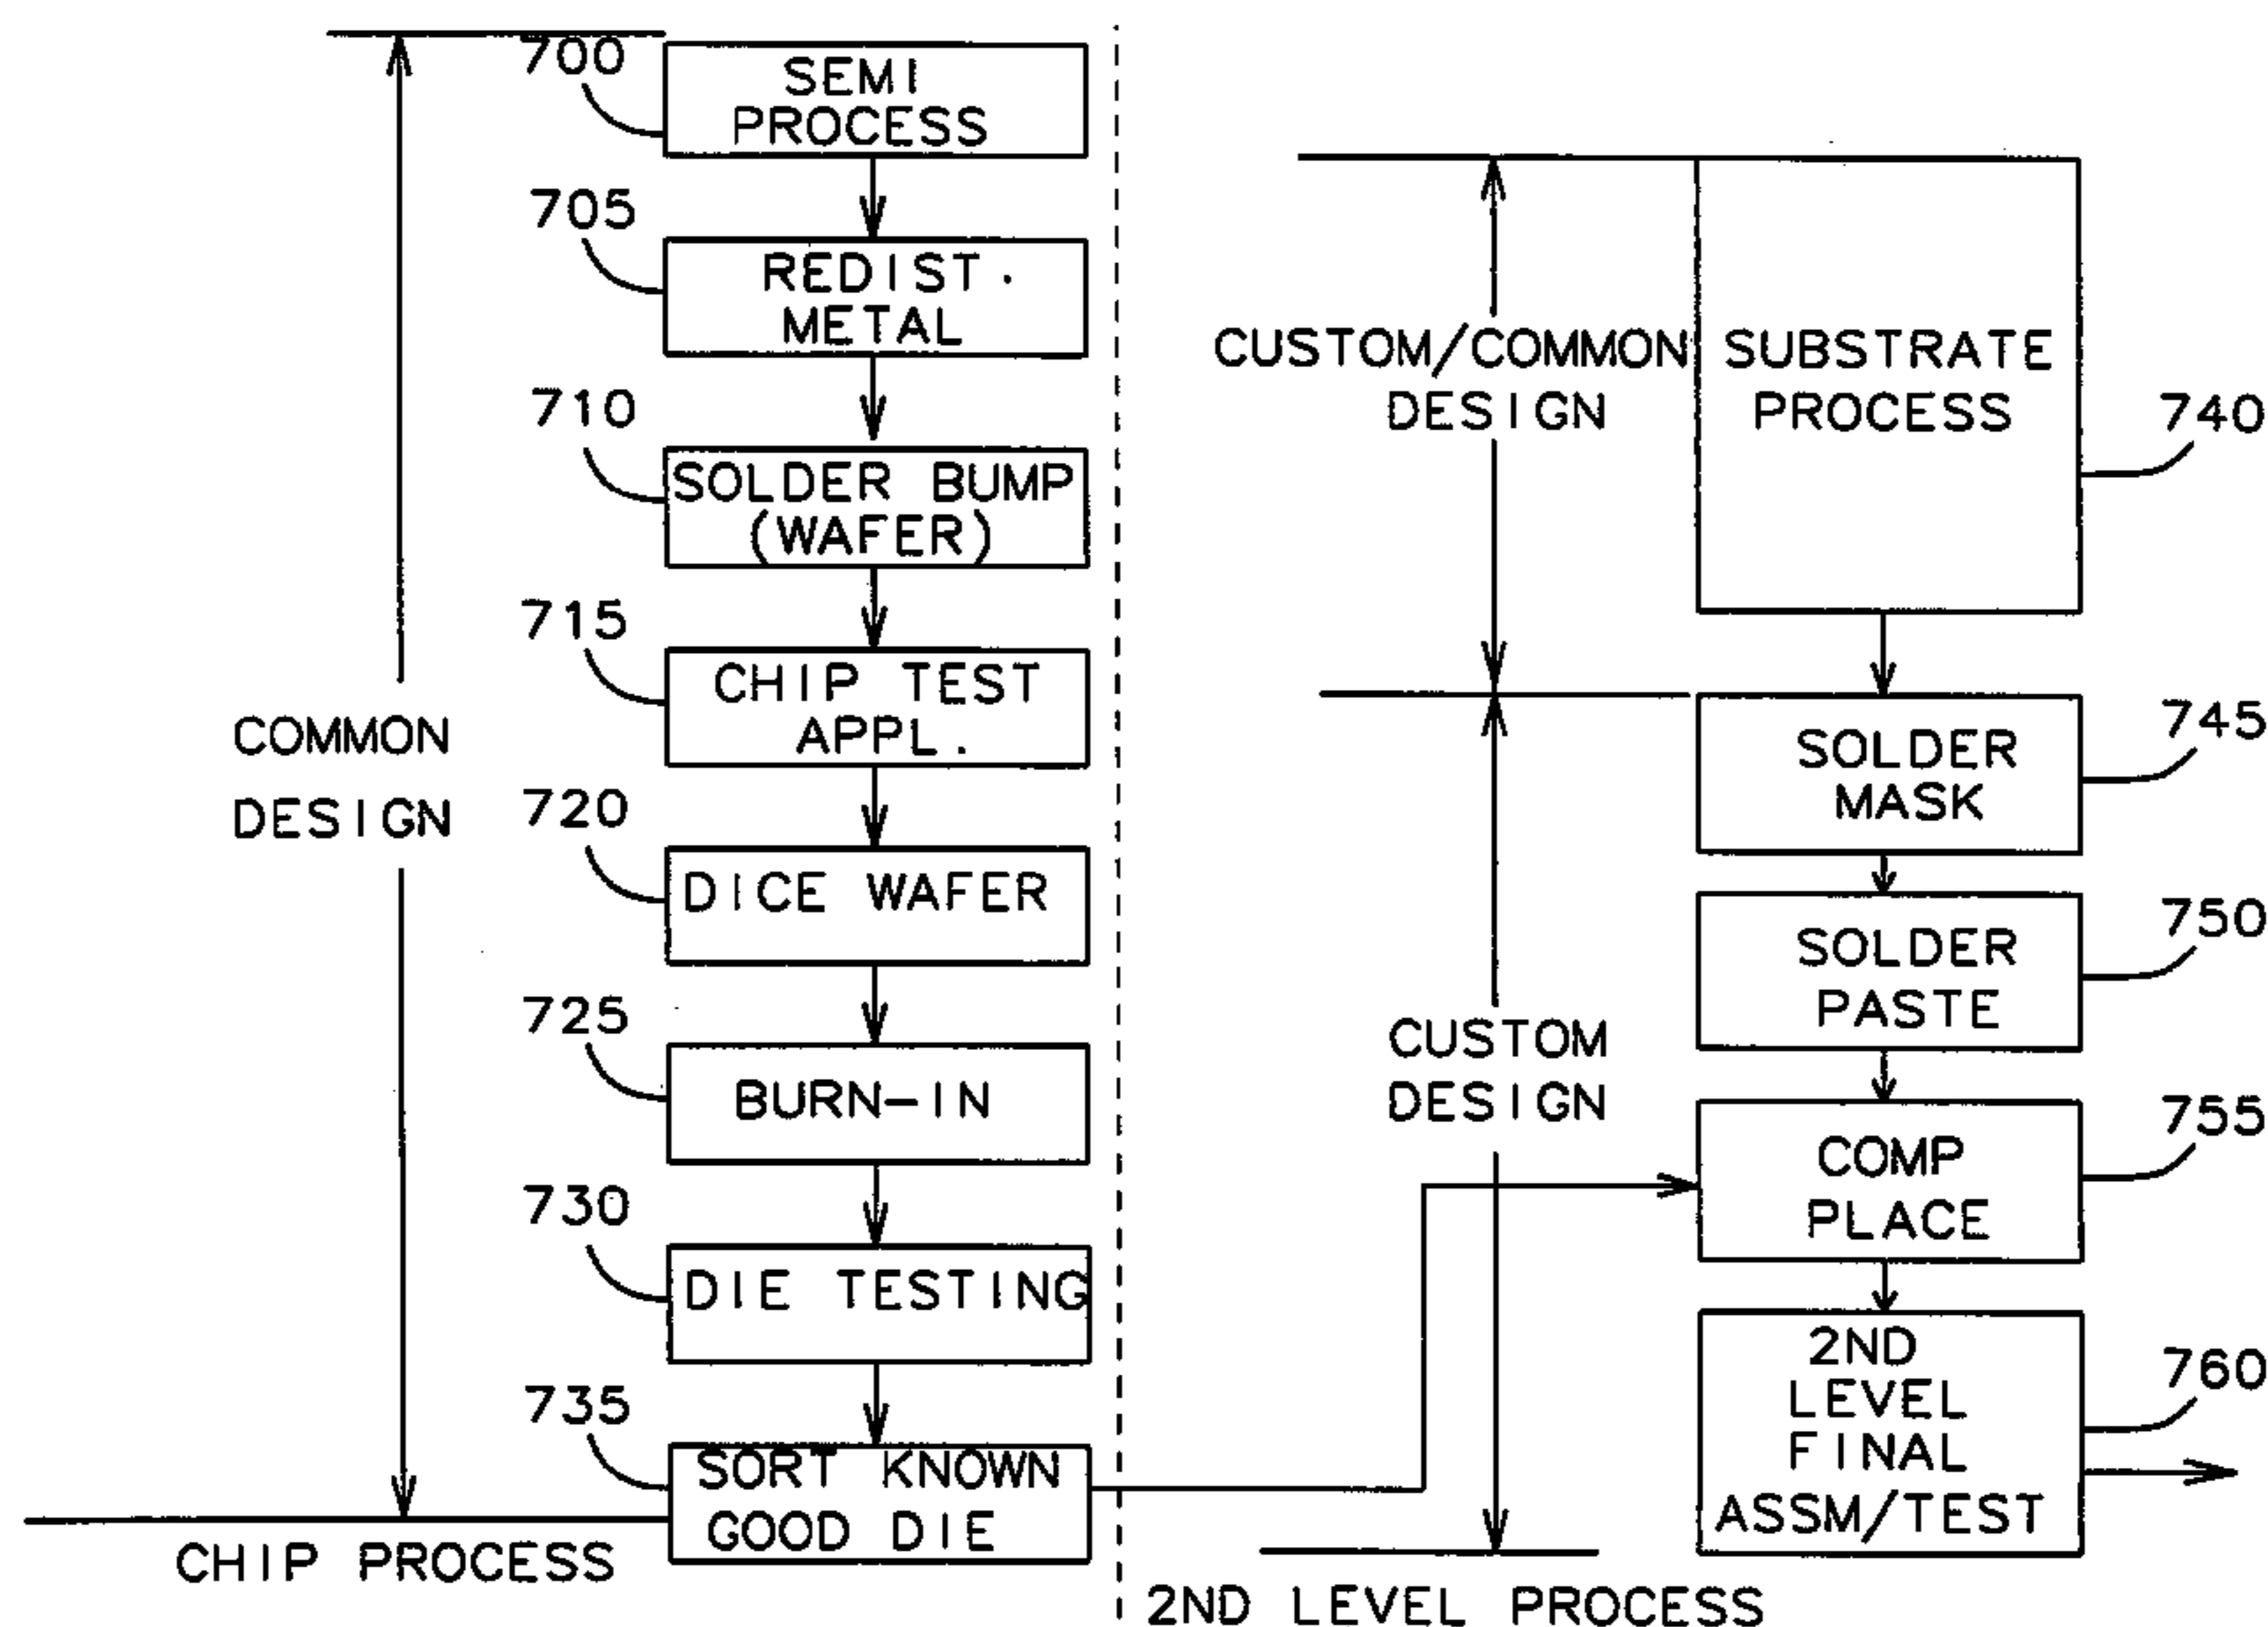 700
SEMI
PROCESS
705
REDIST.
METAL
710
SOLDER BUMP
(WAFER)
715
CHIP TEST
APPL.
COMMON
DESIGN
720
DICE WAFER
725
BURN-IN
730
DIE TESTING
735
SORT KNOWN
GOOD DIE
CHIP PROCESS
CUSTOM/COMMON
DESIGN
SUBSTRATE
PROCESS
740
SOLDER
MASK
745
SOLDER
PASTE
750
CUSTOM
DESIGN
COMP
PLACE
755
2ND
LEVEL
FINAL
ASSM/TEST
760
2ND LEVEL PROCESS